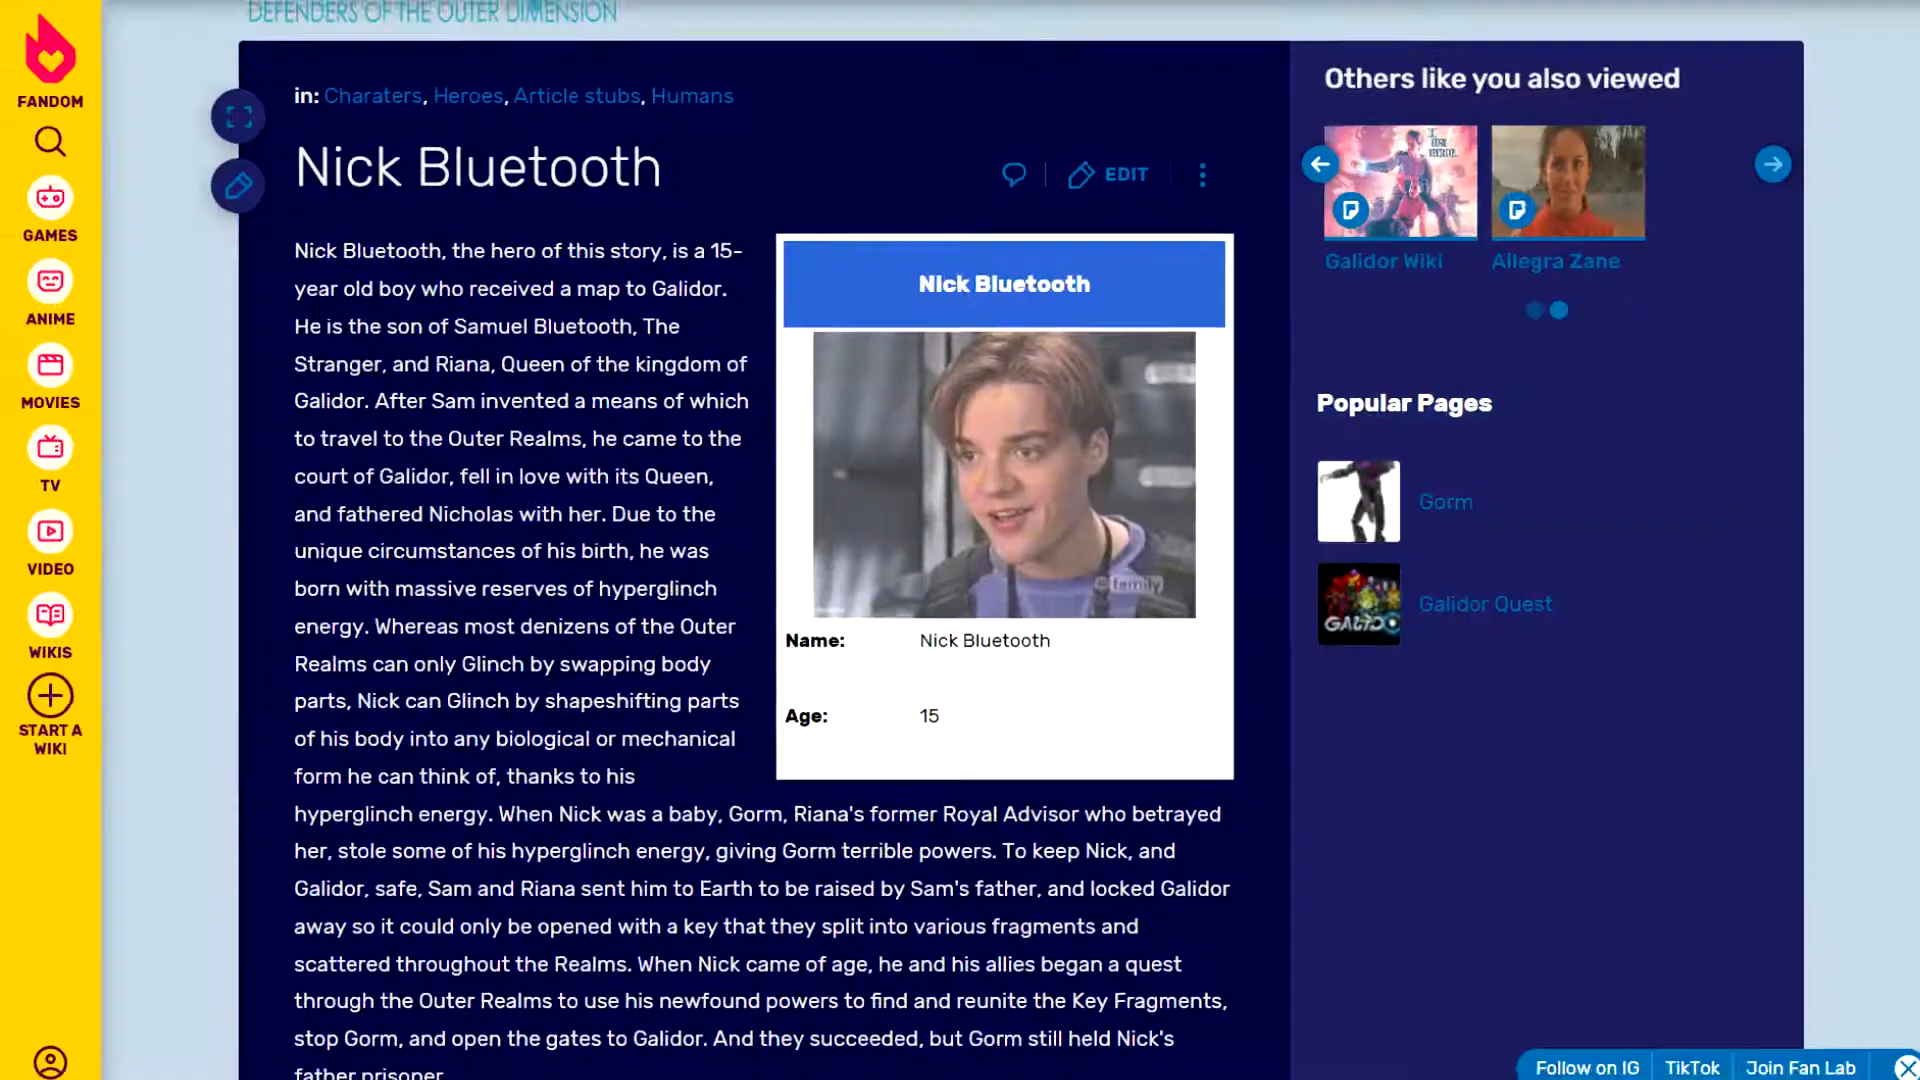 DEFENDERS OF THE OUTER DIMENSION
FANDOM
GAMES
ANIME
MOVIES
TV
VIDEO
WIKIS
START A
WIKI
in: Charaters, Heroes, Article stubs, Humans
Nick Bluetooth
EDIT
Nick Bluetooth, the hero of this story, is a 15-
year old boy who received a map to Galidor.
He is the son of Samuel Bluetooth, The
Stranger, and Riana, Queen of the kingdom of
Galidor. After Sam invented a means of which
to travel to the Outer Realms, he came to the
court of Galidor, fell in love with its Queen,
and fathered Nicholas with her. Due to the
unique circumstances of his birth, he was
born with massive reserves of hyperglinch
energy. Whereas most denizens of the Outer
Realms can only Glinch by swapping body
parts, Nick can Glinch by shapeshifting parts
of his body into any biological or mechanical
form he can think of, thanks to his
hyperglinch energy. When Nick was a baby, Gorm, Riana's former Royal Advisor who betrayed
her, stole some of his hyperglinch energy, giving Gorm terrible powers. To keep Nick, and
Galidor, safe, Sam and Riana sent him to Earth to be raised by Sam's father, and locked Galidor
away so it could only be opened with a key that they split into various fragments and
scattered throughout the Realms. When Nick came of age, he and his allies began a quest
through the Outer Realms to use his newfound powers to find and reunite the Key Fragments,
stop Gorm, and open the gates to Galidor. And they succeeded, but Gorm still held Nick's
father prisoner.
Nick Bluetooth
family
Name: Nick Bluetooth
Age: 15
Others like you also viewed
Galidor Wiki
Allegra Zane
Popular Pages
Gorm
GALIDOR
Galidor Quest
Follow on IG
TikTok
Join Fan Lab